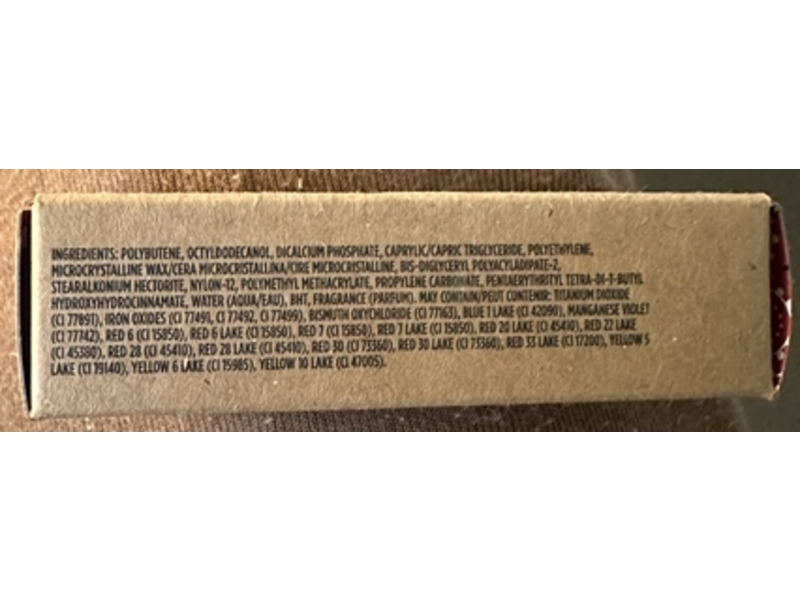 INGREDIENTS: POLYBUTENE, OCTYLDODECANOL, DICALCIUM PHOSPHATE, CAPRYLIC/CAPRIC TRIGLYCERIDE, POLYETHYLENE,
MICROCRYSTALLINE WAX/CERA MICROCRISTALLINA/CIRE MICROCRISTALLINE, BIS-DIGLYCERYL POLYACYLADIPATE-2,
STEARALKONIUM HECTORITE, NYLON-12, POLYMETHYL METHACRYLATE, PROPYLENE CARBONATE, PENTAERYTHRITYL TETRA-DI-T-BUTYL
HYDROXYHYDROCINNAMATE, WATER (AQUA/EAU), BHT, FRAGRANCE (PARFUM). MAY CONTAIN/PEUT CONTENIR: TITANIUM DIOXIDE
(CI 77891), IRON OXIDES (CI 77491, CI 77492, CI 77499), BISMUTH OXYCHLORIDE (CI 77163), BLUE 1 LAKE (CI 42090), MANGANESE VIOLET
(CI 77742), RED 6 (CI 15850), RED 6 LAKE (CI 15850), RED 7 (CI 15850), RED 7 LAKE (CI 15850), RED 20 LAKE (CI 45410), RED 22 LAKE
(CI 45380), RED 28 (CI 45410), RED 28 LAKE (CI 45410), RED 30 (CI 73360), RED 30 LAKE (CI 73360), RED 33 LAKE (CI 17200), YELLOW 5
LAKE (CI 19140), YELLOW 6 LAKE (CI 15985), YELLOW 10 LAKE (CI 47005).